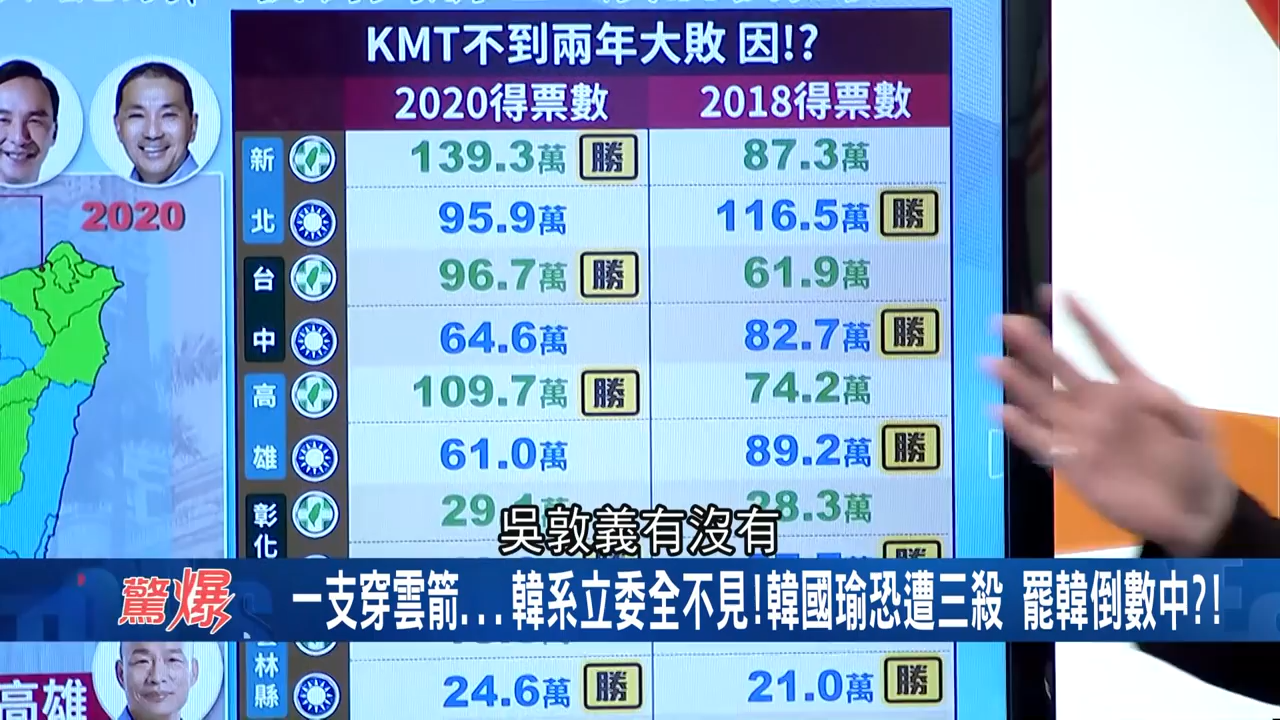 KMT不到兩年大敗 因!?
2020得票數 2018得票數
2020
新北
139.3萬 勝 87.3萬
95.9萬 116.5萬 勝
台中
96.7萬 勝 61.9萬
64.6萬 82.7萬 勝
高雄
109.7萬 勝 74.2萬
61.0萬 89.2萬 勝
彰化
吳敦義有沒有
驚爆 一支穿雲箭...韓系立委全不見!韓國瑜恐遭三殺 罷韓倒數中?!
林縣
24.6萬 勝 21.0萬 勝
高雄